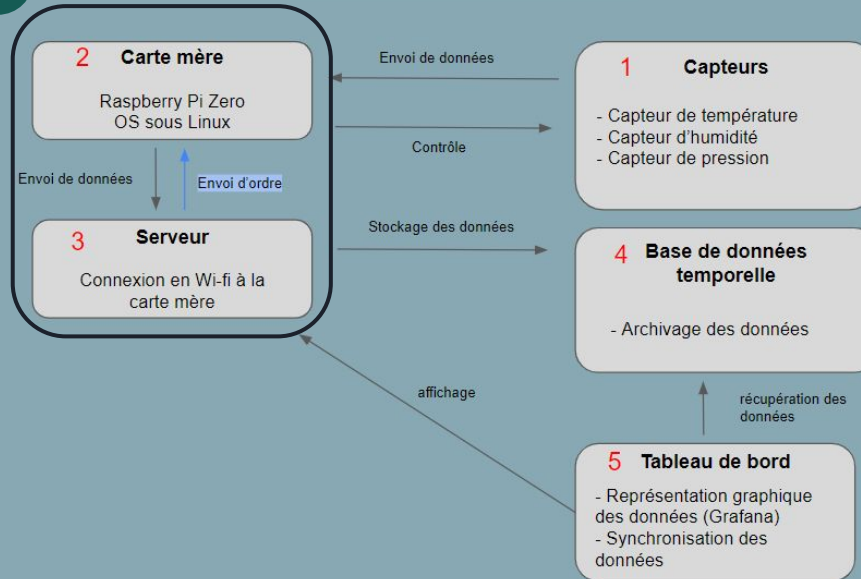 2 Carte mère
Raspberry Pi Zero
OS sous Linux
Envoi de données
Contrôle
1 Capteurs
- Capteur de température
- Capteur d'humidité
- Capteur de pression
Envoi de données
Envoi d'ordre
3 Serveur
Connexion en Wi-fi à la
carte mère
Stockage des données
4 Base de données
temporelle
- Archivage des données
affichage
récupération des
données
5 Tableau de bord
- Représentation graphique
des données (Grafana)
- Synchronisation des
données